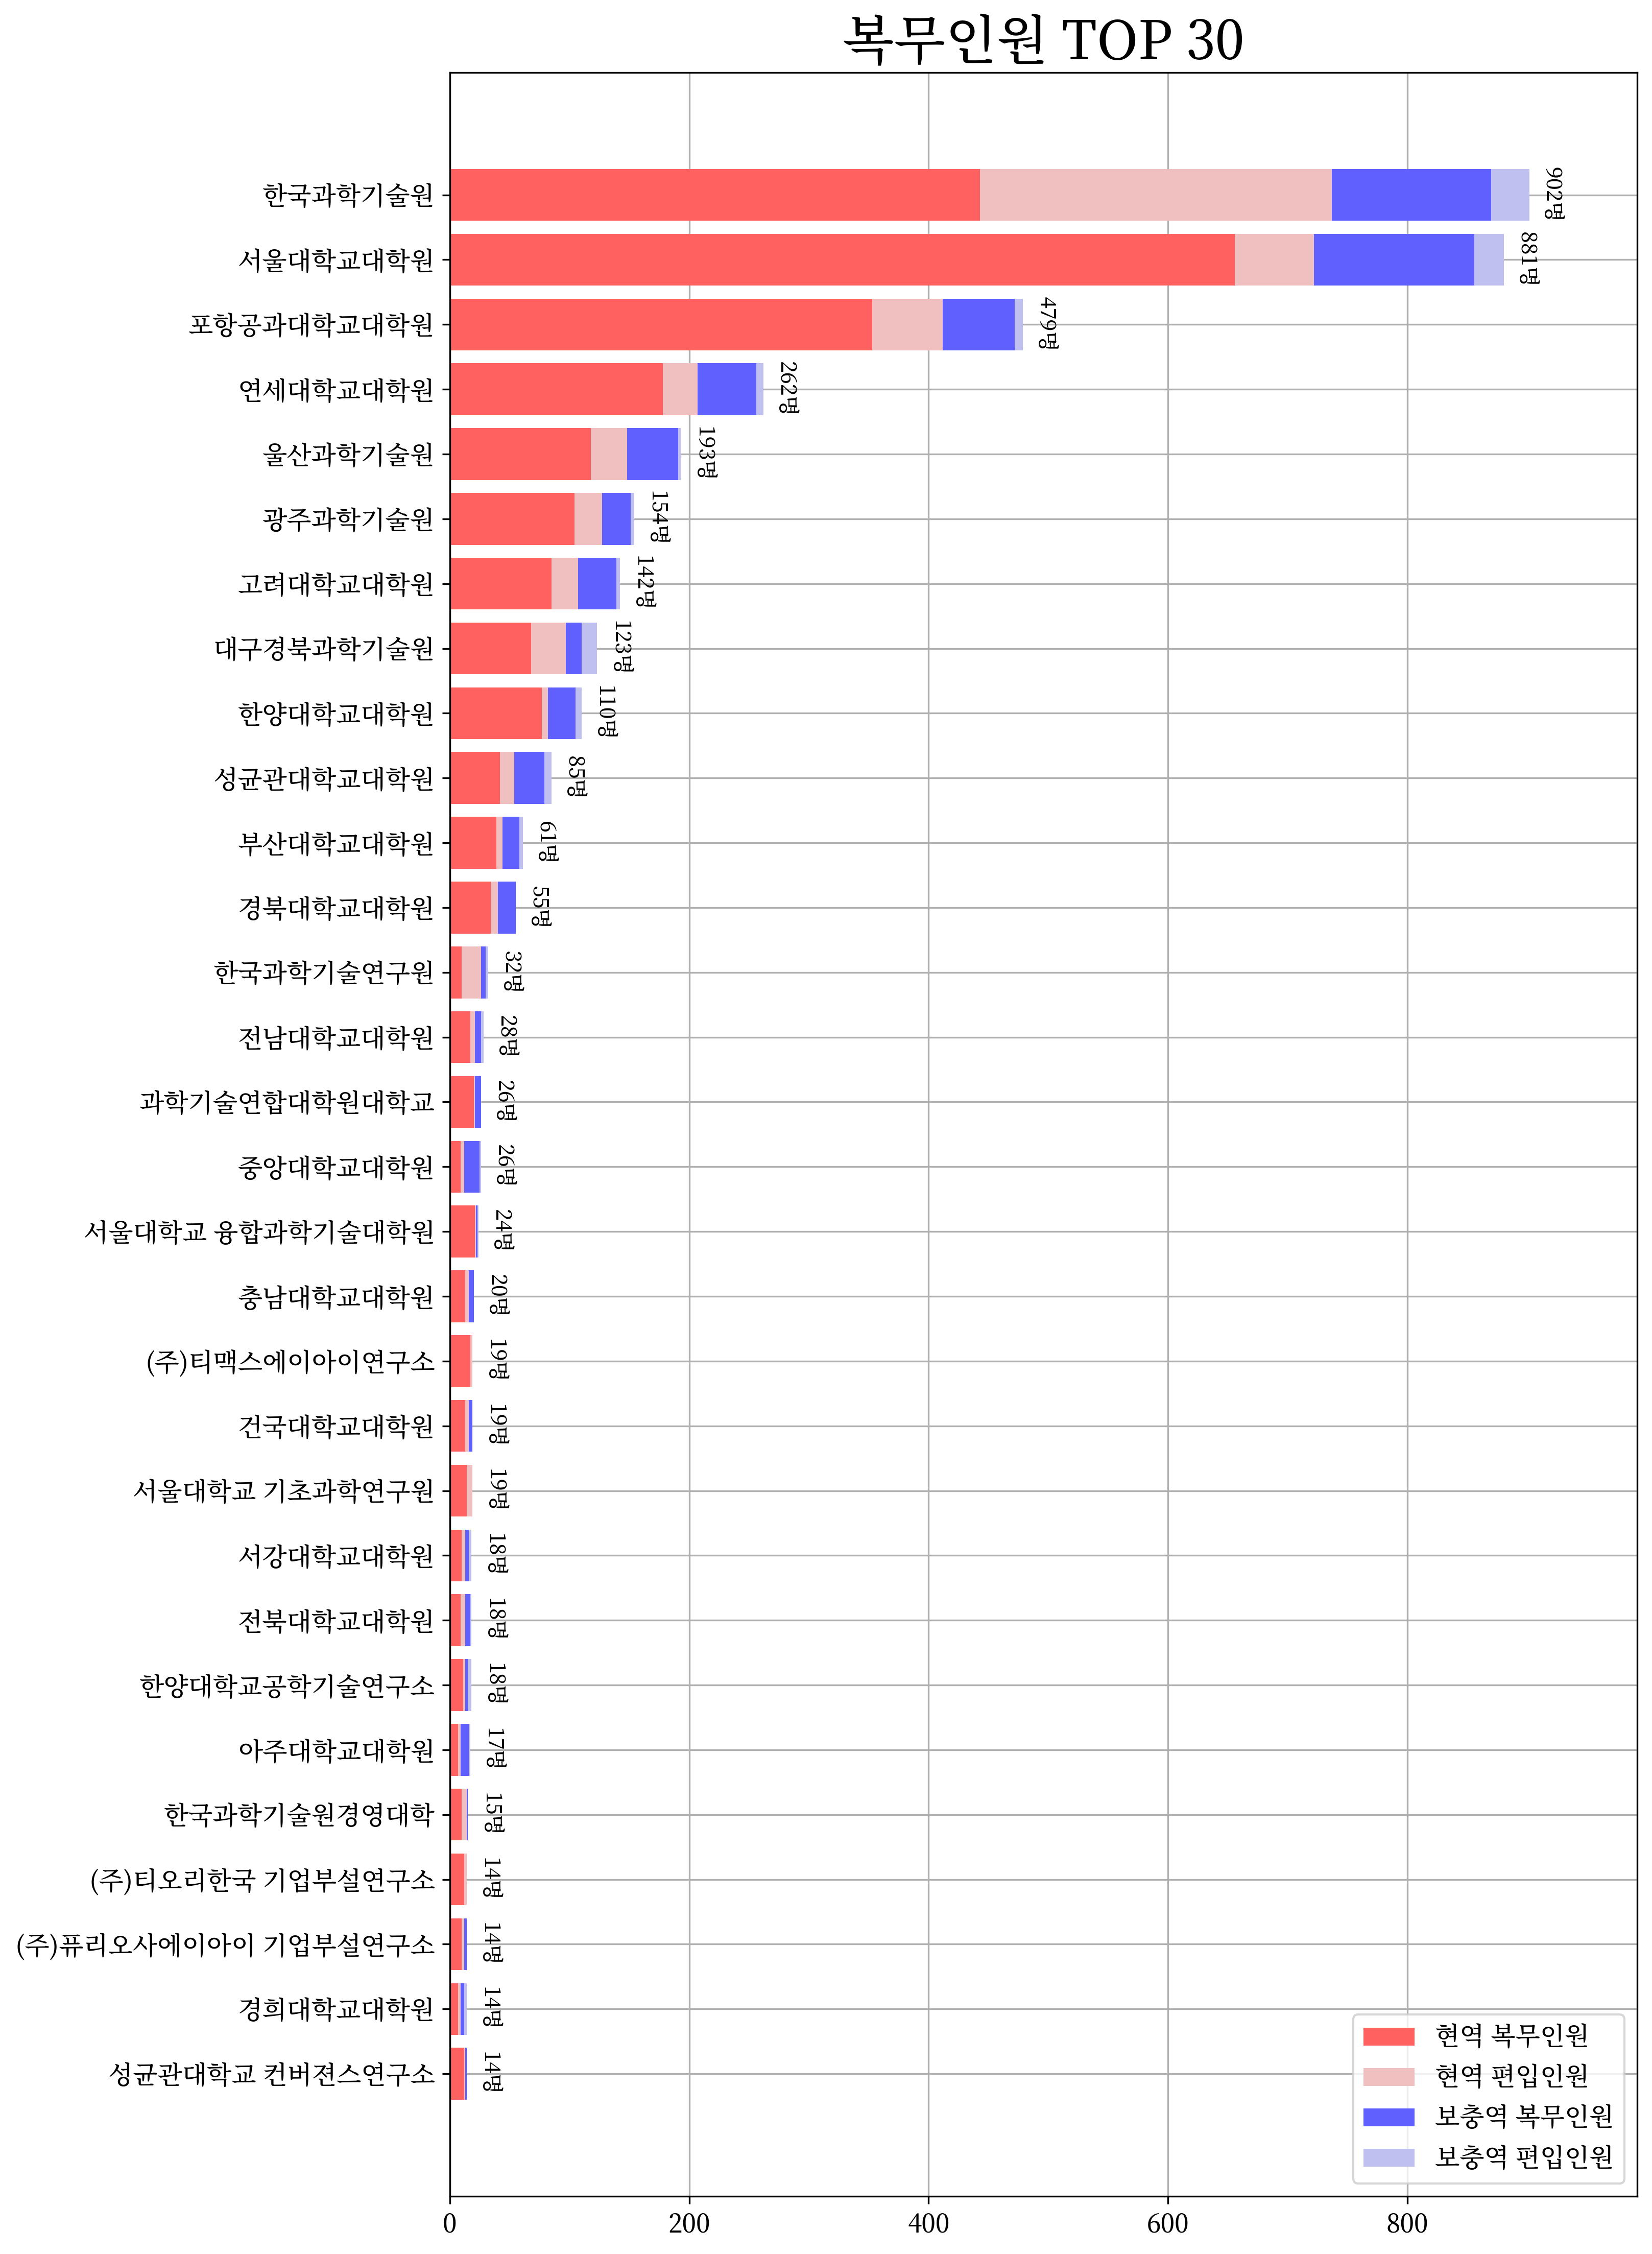 복무인원 TOP 30
한국과학기술원 902명
서울대학교대학원 881명
포항공과대학교대학원 479명
연세대학교대학원 262명
울산과학기술원 193명
광주과학기술원 154명
고려대학교대학원 142명
대구경북과학기술원 123명
한양대학교대학원 110명
성균관대학교대학원 85명
부산대학교대학원 61명
경북대학교대학원 55명
한국과학기술연구원 32명
전남대학교대학원 28명
과학기술연합대학원대학교 26명
중앙대학교대학원 26명
서울대학교 융합과학기술대학원 24명
충남대학교대학원 20명
(주)티맥스에이아이연구소 19명
건국대학교대학원 19명
서울대학교 기초과학연구원 19명
서강대학교대학원 18명
전북대학교대학원 18명
한양대학교공학기술연구소 18명
아주대학교대학원 17명
한국과학기술원경영대학 15명
(주)티오리한국 기업부설연구소 14명
(주)퓨리오사에이아이 기업부설연구소 14명
경희대학교대학원 14명
성균관대학교 컨버젼스연구소 14명
현역 복무인원
현역 편입인원
보충역 복무인원
보충역 편입인원
0 200 400 600 800